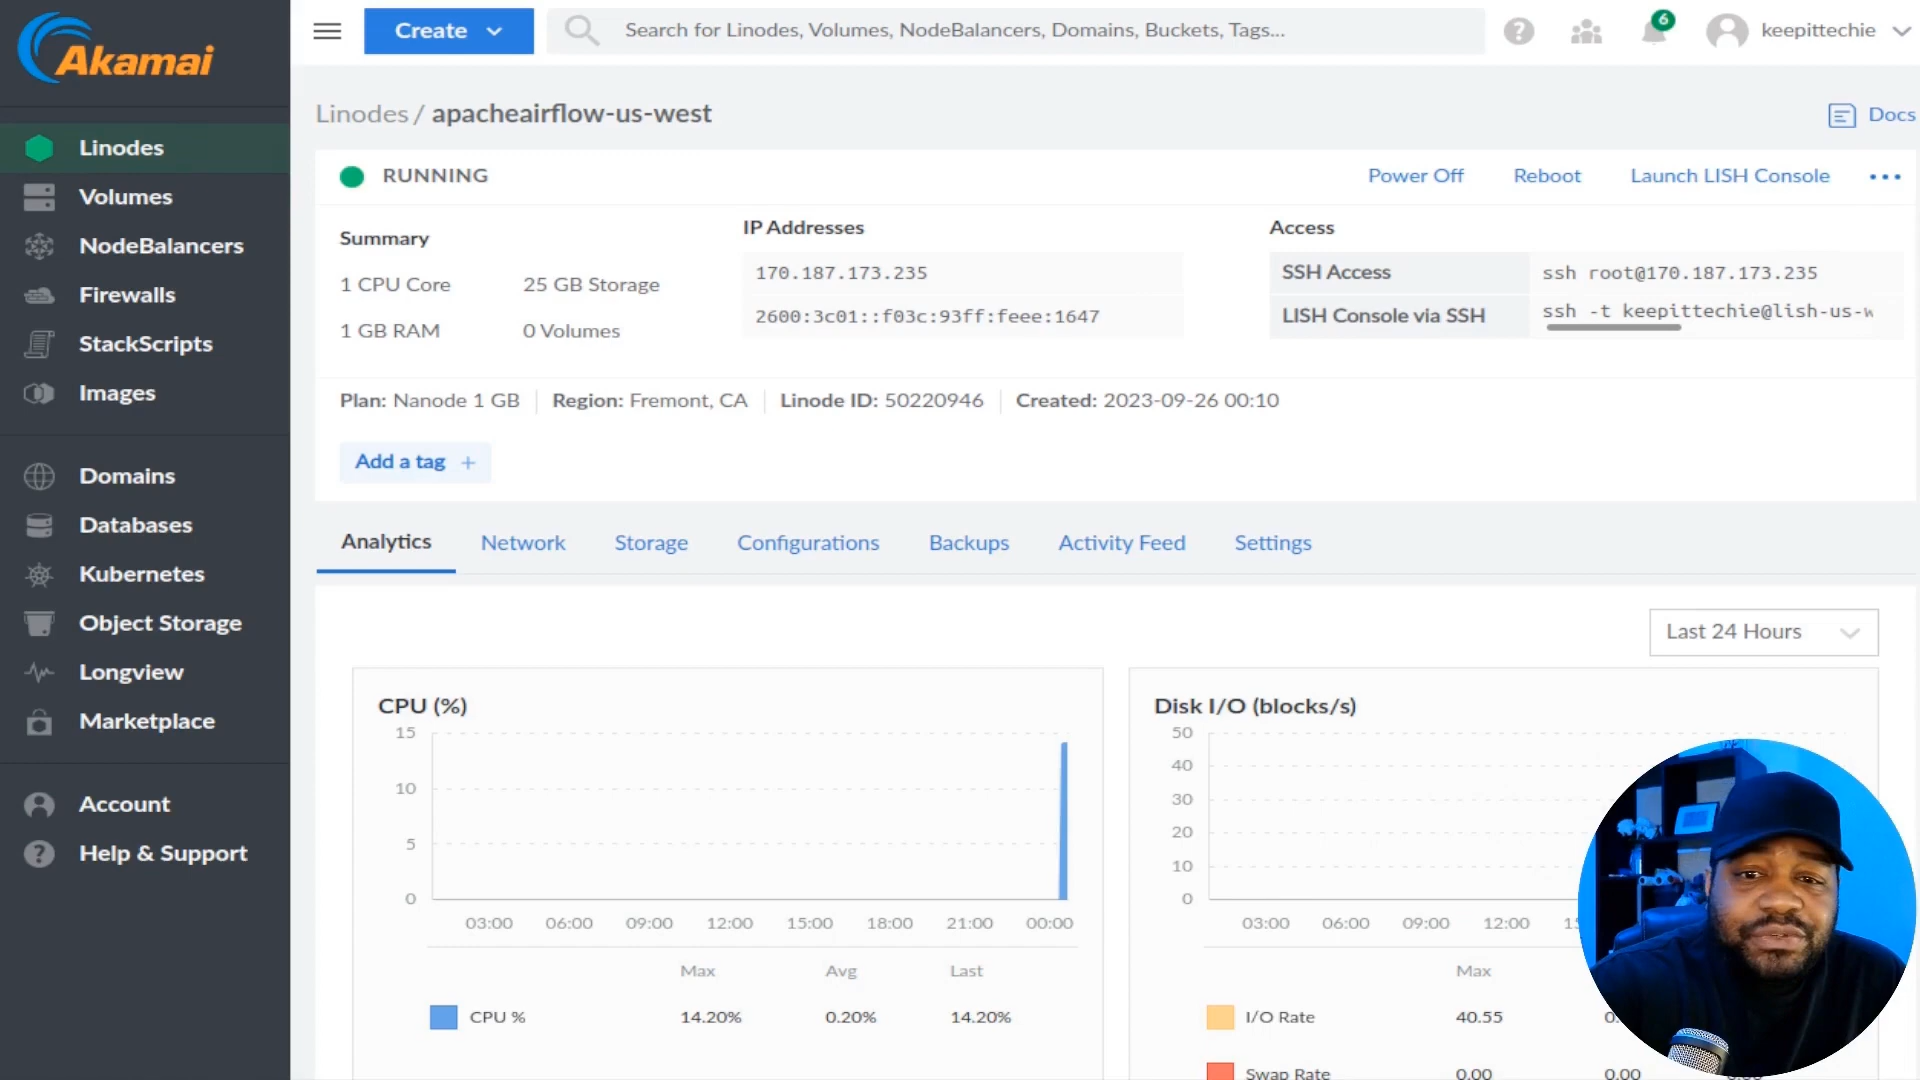 Akamai
Create
Search for Linodes, Volumes, NodeBalancers, Domains, Buckets, Tags...
6
keepittechie
Linodes / apacheairflow-us-west
Docs
Linodes
Volumes
NodeBalancers
Firewalls
StackScripts
Images
Domains
Databases
Kubernetes
Object Storage
Longview
Marketplace
Account
Help & Support
RUNNING
Power Off
Reboot
Launch LISH Console
Summary
1 CPU Core
25 GB Storage
1 GB RAM
0 Volumes
IP Addresses
170.187.173.235
2600:3c01::f03c:93ff:feee:1647
Access
SSH Access
ssh root@170.187.173.235
LISH Console via SSH
ssh -t keepittechie@lish-us-w
Plan: Nanode 1 GB
Region: Fremont, CA
Linode ID: 50220946
Created: 2023-09-26 00:10
Add a tag +
Analytics
Network
Storage
Configurations
Backups
Activity Feed
Settings
Last 24 Hours
CPU (%)
15
10
5
0
03:00 06:00 09:00 12:00 15:00 18:00 21:00 00:00
Max Avg Last
CPU % 14.20% 0.20% 14.20%
Disk I/O (blocks/s)
50
40
30
20
10
0
03:00 06:00 09:00 12:00
Max
I/O Rate 40.55
Swap Rate 0.00 0.00